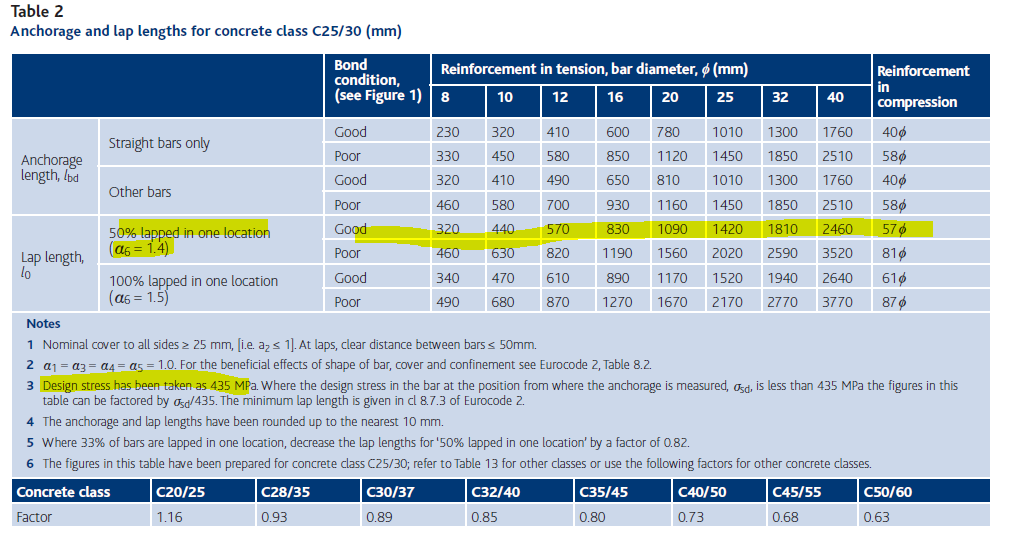 Table 2
Anchorage and lap lengths for concrete class C25/30 (mm)
Bond condition, (see Figure 1) Reinforcement in tension, bar diameter, ϕ (mm) Reinforcement in compression
8 10 12 16 20 25 32 40
Anchorage length, lbd Straight bars only Good 230 320 410 600 780 1010 1300 1760 40ϕ
Poor 330 450 580 850 1120 1450 1850 2510 58ϕ
Other bars Good 320 410 490 650 810 1010 1300 1760 40ϕ
Poor 460 580 700 930 1160 1450 1850 2510 58ϕ
Lap length, l0 50% lapped in one location (α6 = 1.4) Good 320 440 570 830 1090 1420 1810 2460 57ϕ
Poor 460 630 820 1190 1560 2020 2590 3520 81ϕ
100% lapped in one location (α6 = 1.5) Good 340 470 610 890 1170 1520 1940 2640 61ϕ
Poor 490 680 870 1270 1670 2170 2770 3770 87ϕ
Notes
1 Nominal cover to all sides ≥ 25 mm, [i.e. a2 ≤ 1]. At laps, clear distance between bars ≤ 50mm.
2 α1 = α3 = α4 = α5 = 1.0. For the beneficial effects of shape of bar, cover and confinement see Eurocode 2, Table 8.2.
3 Design stress has been taken as 435 MPa. Where the design stress in the bar at the position from where the anchorage is measured, σsd, is less than 435 MPa the figures in this
table can be factored by σsd/435. The minimum lap length is given in cl 8.7.3 of Eurocode 2.
4 The anchorage and lap lengths have been rounded up to the nearest 10 mm.
5 Where 33% of bars are lapped in one location, decrease the lap lengths for '50% lapped in one location' by a factor of 0.82.
6 The figures in this table have been prepared for concrete class C25/30; refer to Table 13 for other classes or use the following factors for other concrete classes.
Concrete class C20/25 C28/35 C30/37 C32/40 C35/45 C40/50 C45/55 C50/60
Factor 1.16 0.93 0.89 0.85 0.80 0.73 0.68 0.63